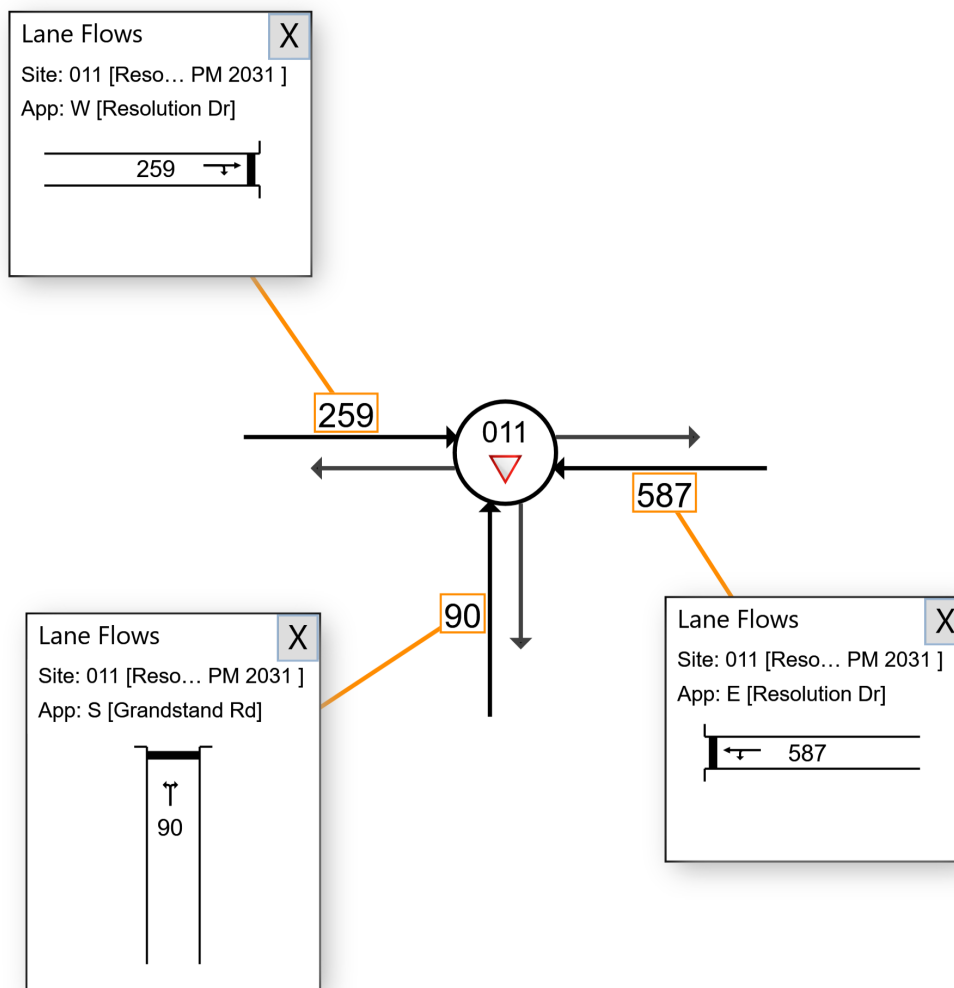 Lane Flows X
Site: 011 [Reso... PM 2031 ]
App: W [Resolution Dr]
259
259
011
587
90
Lane Flows X
Site: 011 [Reso... PM 2031 ]
App: S [Grandstand Rd]
90
Lane Flows X
Site: 011 [Reso... PM 2031 ]
App: E [Resolution Dr]
587